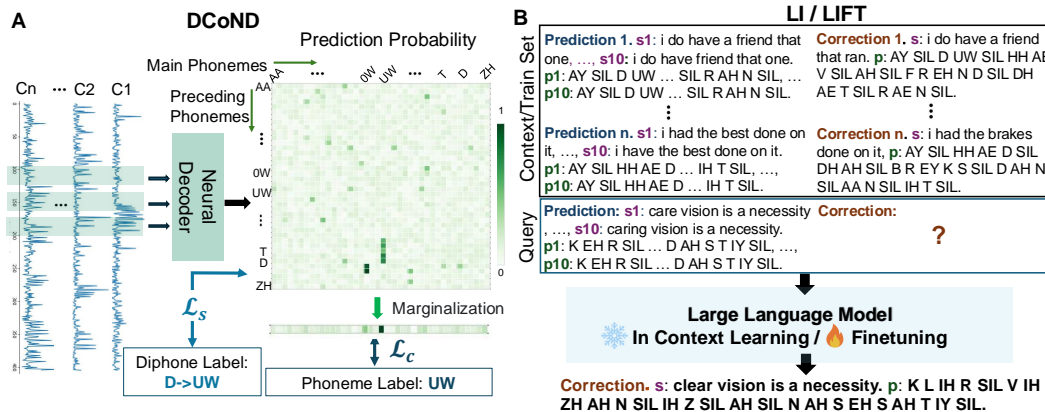 A
DCoND
Prediction Probability
Main Phonemes
AA
...
0W
UW
...
T
D
ZH
Cn ... C2 C1
Preceding
Phonemes
AA
...
0W
UW
...
T
D
ZH
1
0
...
Neural
Decoder
Marginalization
ℒs
ℒc
Diphone Label:
D->UW
Phoneme Label: UW
B
LI / LIFT
Context/Train Set
Prediction 1. s1: i do have a friend that
one, ..., s10: i do have friend that one.
p1: AY SIL D UW ... SIL R AH N SIL, ...
p10: AY SIL D UW ... SIL R AH N SIL.
Correction 1. s: i do have a friend
that ran. p: AY SIL D UW SIL HH AE
V SIL AH SIL F R EH N D SIL DH
AE T SIL R AE N SIL.
...
Prediction n. s1: i had the best done on
it, ..., s10: i have the best done on it.
p1: AY SIL HH AE D ... IH T SIL, ...,
p10: AY SIL HH AE D ... IH T SIL.
Correction n. s: i had the brakes
done on it, p: AY SIL HH AE D SIL
DH AH SIL B R EY K S SIL D AH N
SIL AA N SIL IH T SIL.
Query
Prediction: s1: care vision is a necessity
, ..., s10: caring vision is a necessity.
p1: K EH R SIL ... D AH S T IY SIL, ...,
p10: K EH R SIL ... D AH S T IY SIL.
Correction:
?
Large Language Model
In Context Learning / Finetuning
Correction. s: clear vision is a necessity. p: K L IH R SIL V IH
ZH AH N SIL IH Z SIL AH SIL N AH S EH S AH T IY SIL.